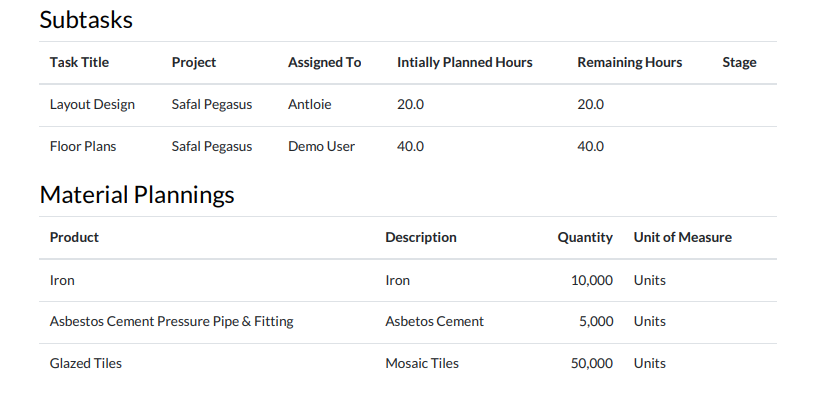 Subtasks
Task Title Project Assigned To Intially Planned Hours Remaining Hours Stage
Layout Design Safal Pegasus Antloie 20.0 20.0
Floor Plans Safal Pegasus Demo User 40.0 40.0
Material Plannings
Product Description Quantity Unit of Measure
Iron Iron 10,000 Units
Asbestos Cement Pressure Pipe & Fitting Asbetos Cement 5,000 Units
Glazed Tiles Mosaic Tiles 50,000 Units